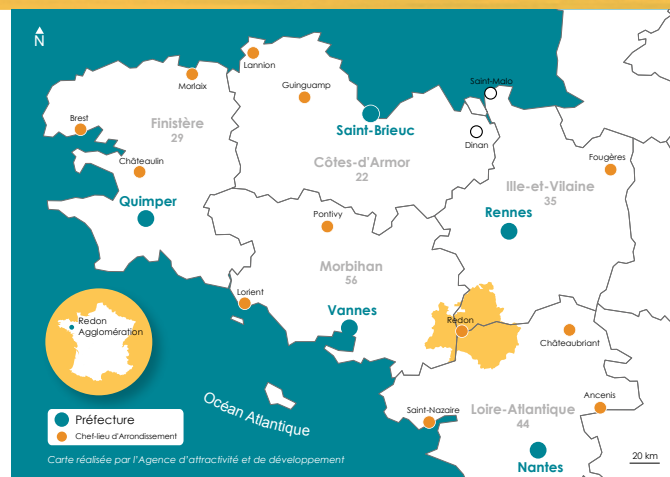 N
Lannion
Morlaix
Guingamp
Saint-Malo
Brest
Finistère
29
Saint-Brieuc
Dinan
Châteaulin
Côtes-d'Armor
22
Fougères
Ille-et-Vilaine
35
Quimper
Pontivy
Rennes
Morbihan
56
Lorient
Vannes
Redon
Redon
Agglomération
Châteaubriant
Océan Atlantique
Saint-Nazaire
Loire-Atlantique
44
Ancenis
Préfecture
Chef-lieu d'Arrondissement
Carte réalisée par l'Agence d'attractivité et de développement
Nantes
20 km